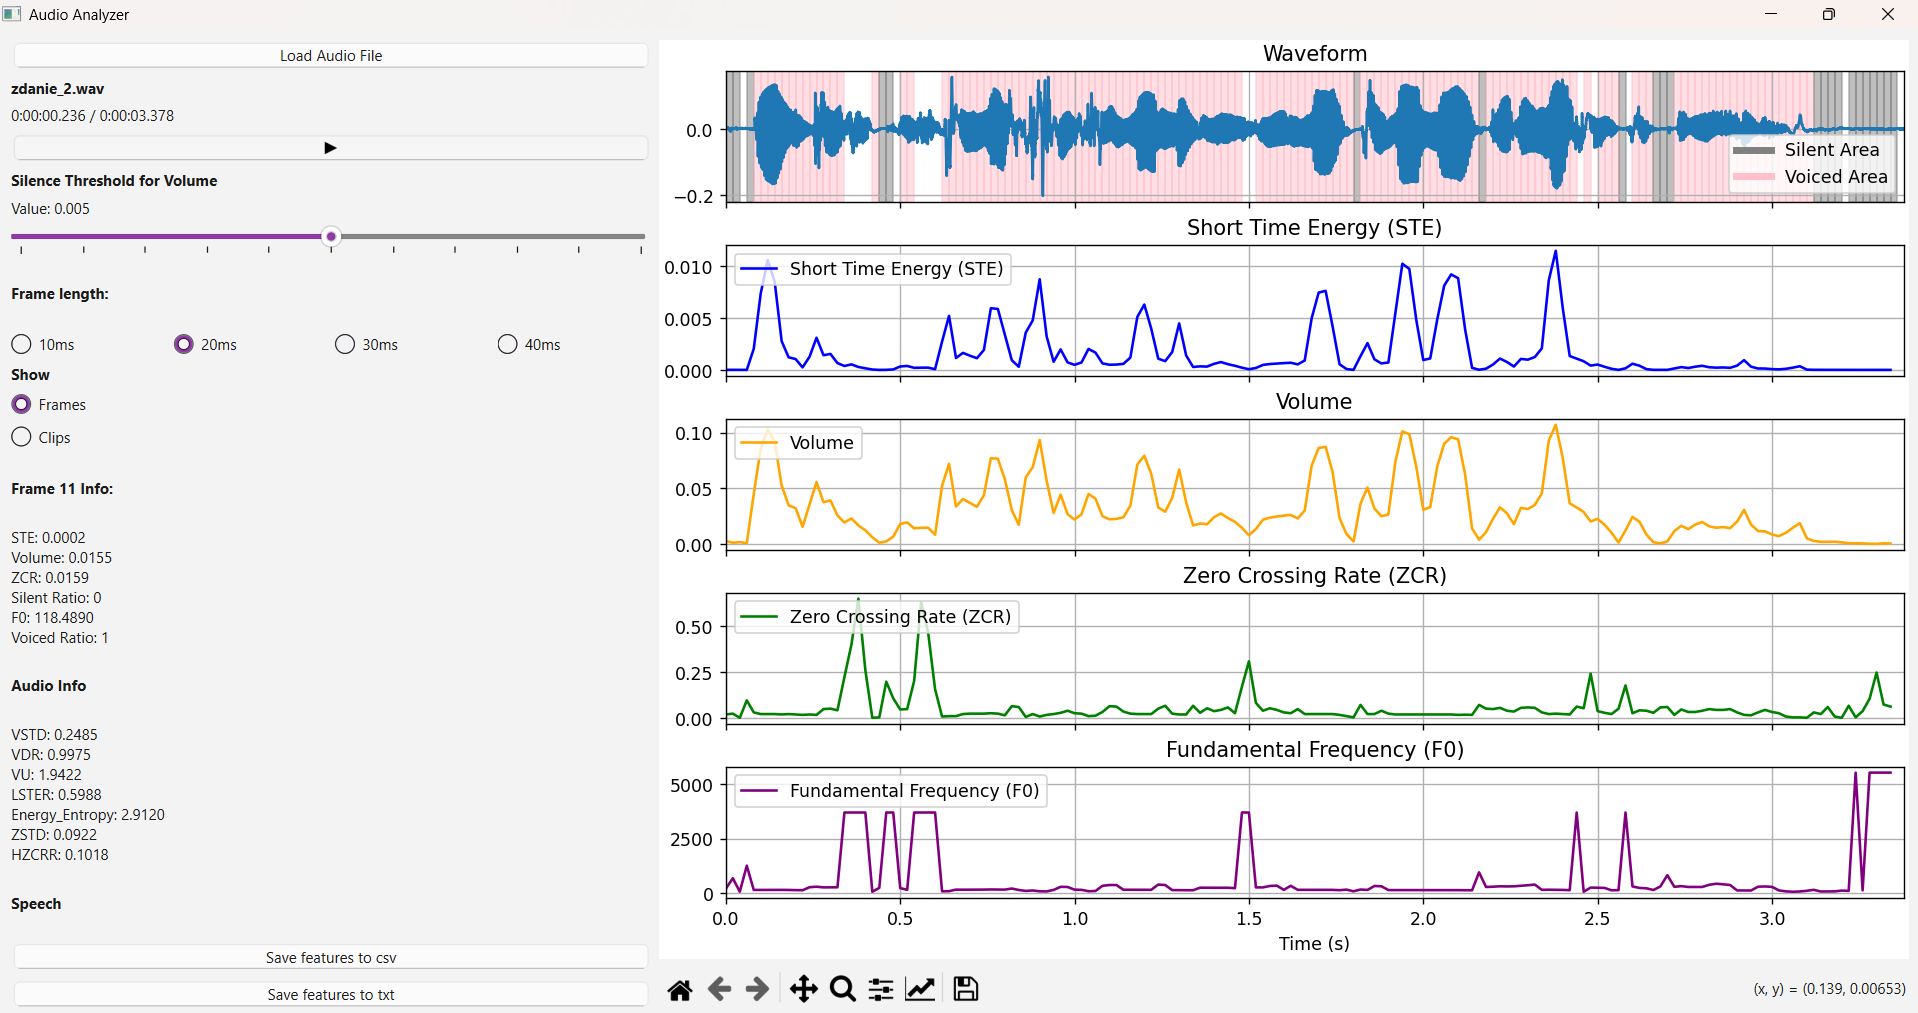 Audio Analyzer
Load Audio File
zdanie_2.wav
0:00:00.236 / 0:00:03.378
Silence Threshold for Volume
Value: 0.005
Frame length:
10ms 20ms 30ms 40ms
Show
Frames
Clips
Frame 11 Info:
STE: 0.0002
Volume: 0.0155
ZCR: 0.0159
Silent Ratio: 0
F0: 118.4890
Voiced Ratio: 1
Audio Info
VSTD: 0.2485
VDR: 0.9975
VU: 1.9422
LSTER: 0.5988
Energy_Entropy: 2.9120
ZSTD: 0.0922
HZCRR: 0.1018
Speech
Save features to csv
Save features to txt
Waveform
0.0
−0.2
Silent Area
Voiced Area
Short Time Energy (STE)
0.010
0.005
0.000
Short Time Energy (STE)
Volume
0.10
0.05
0.00
Volume
Zero Crossing Rate (ZCR)
0.50
0.25
0.00
Zero Crossing Rate (ZCR)
Fundamental Frequency (F0)
5000
2500
0
Fundamental Frequency (F0)
0.0 0.5 1.0 1.5 2.0 2.5 3.0
Time (s)
(x, y) = (0.139, 0.00653)